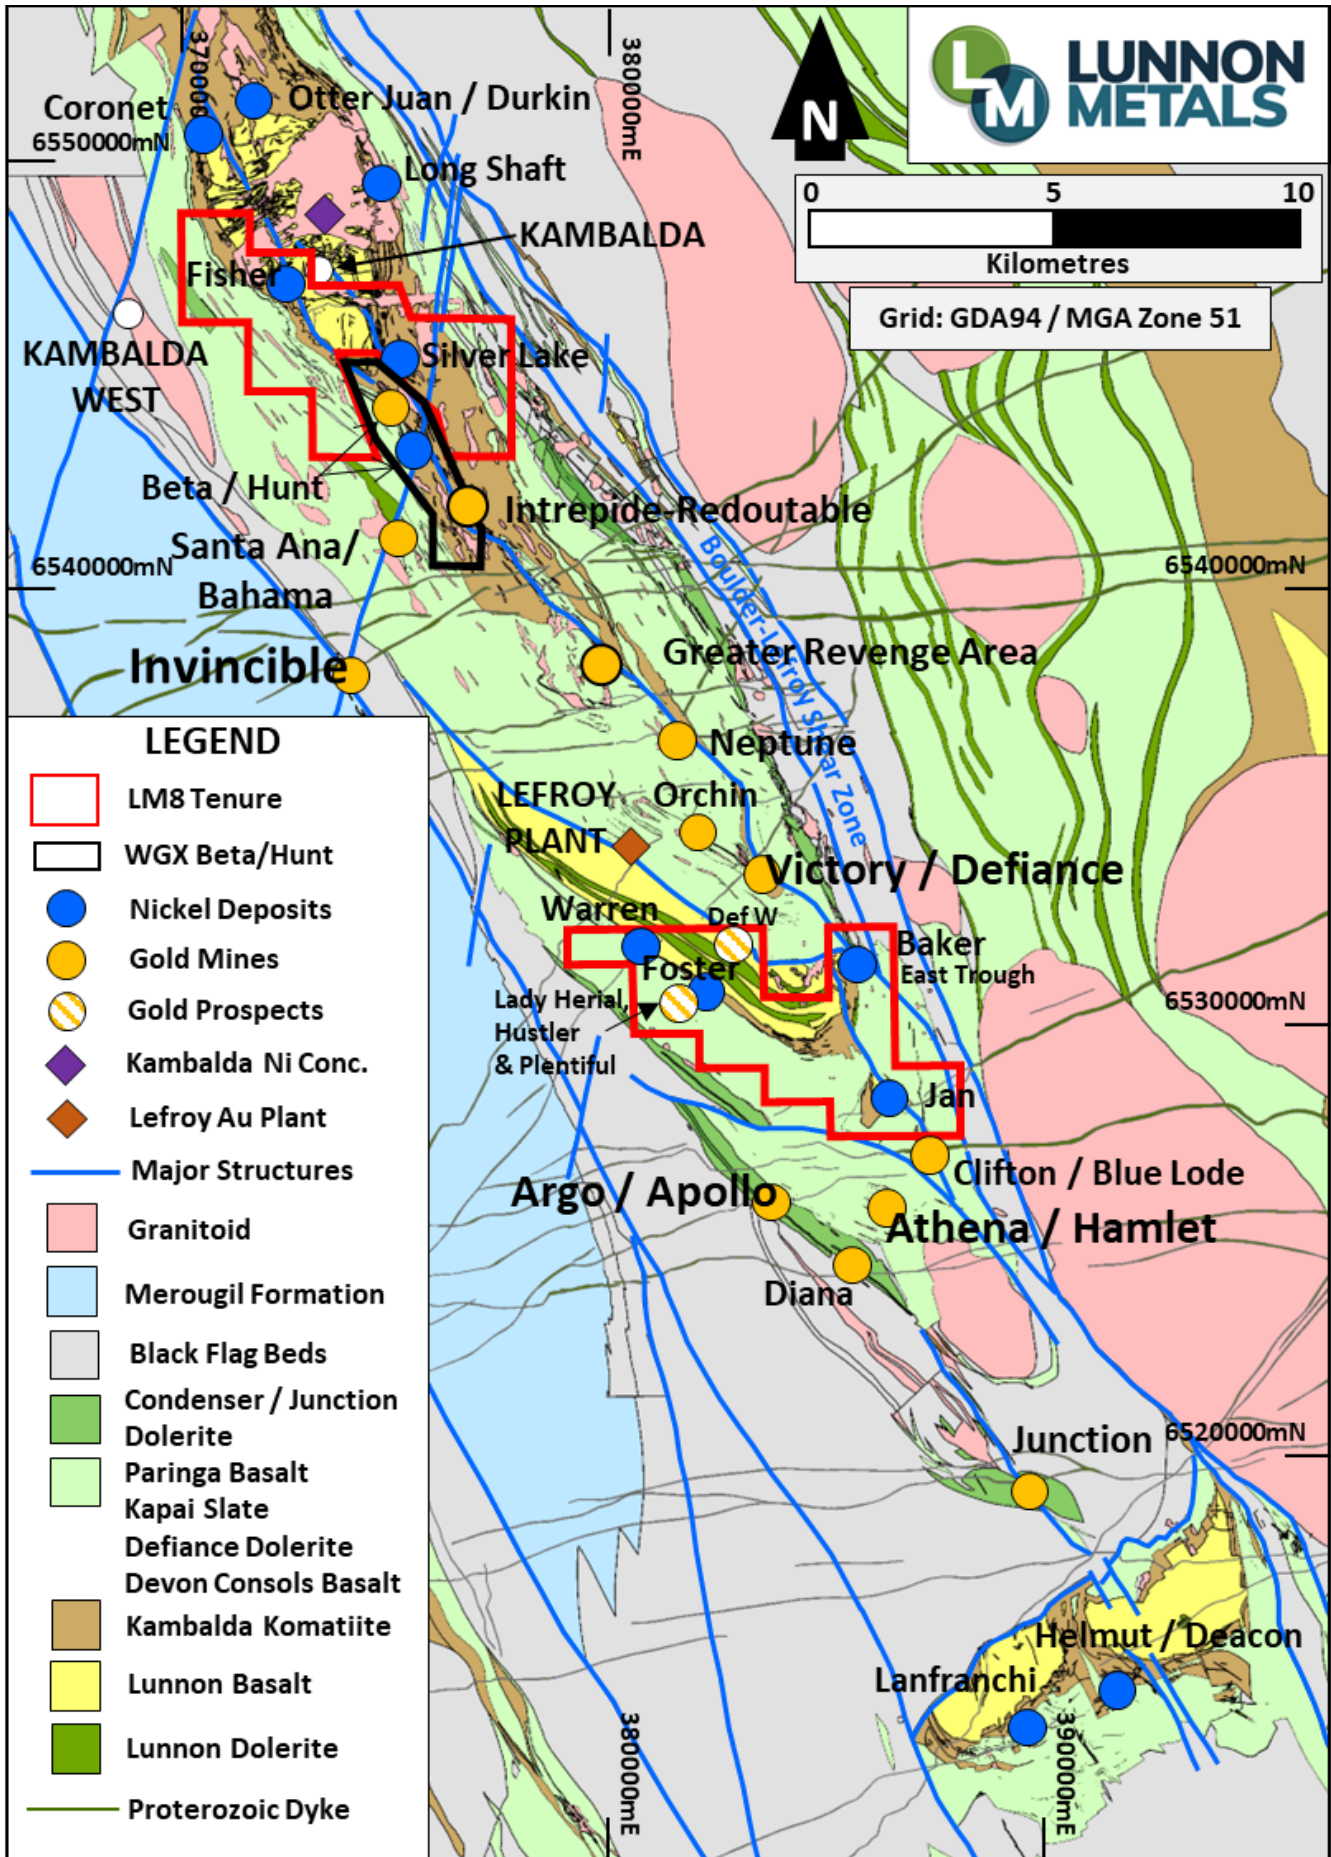 370000
380000mE
LM
LUNNON
METALS
N
Coronet
6550000mN
Otter Juan / Durkin
Long Shaft
0 5 10
Kilometres
Grid: GDA94 / MGA Zone 51
KAMBALDA
Fisher
KAMBALDA
WEST
Silver Lake
Beta / Hunt
Intrepide-Redoutable
Santa Ana/
Bahama
6540000mN
6540000mN
Boulder-Lefroy Shear Zone
Invincible
Greater Revenge Area
Neptune
LEFROY
PLANT
Orchin
Victory / Defiance
Warren
Def W
Foster
Baker
East Trough
Lady Herial,
Hustler
& Plentiful
6530000mN
Jan
Clifton / Blue Lode
Argo / Apollo
Athena / Hamlet
Diana
Junction
6520000mN
Helmut / Deacon
Lanfranchi
380000mE
390000mE
LEGEND
LM8 Tenure
WGX Beta/Hunt
Nickel Deposits
Gold Mines
Gold Prospects
Kambalda Ni Conc.
Lefroy Au Plant
Major Structures
Granitoid
Merougil Formation
Black Flag Beds
Condenser / Junction
Dolerite
Paringa Basalt
Kapai Slate
Defiance Dolerite
Devon Consols Basalt
Kambalda Komatiite
Lunnon Basalt
Lunnon Dolerite
Proterozoic Dyke